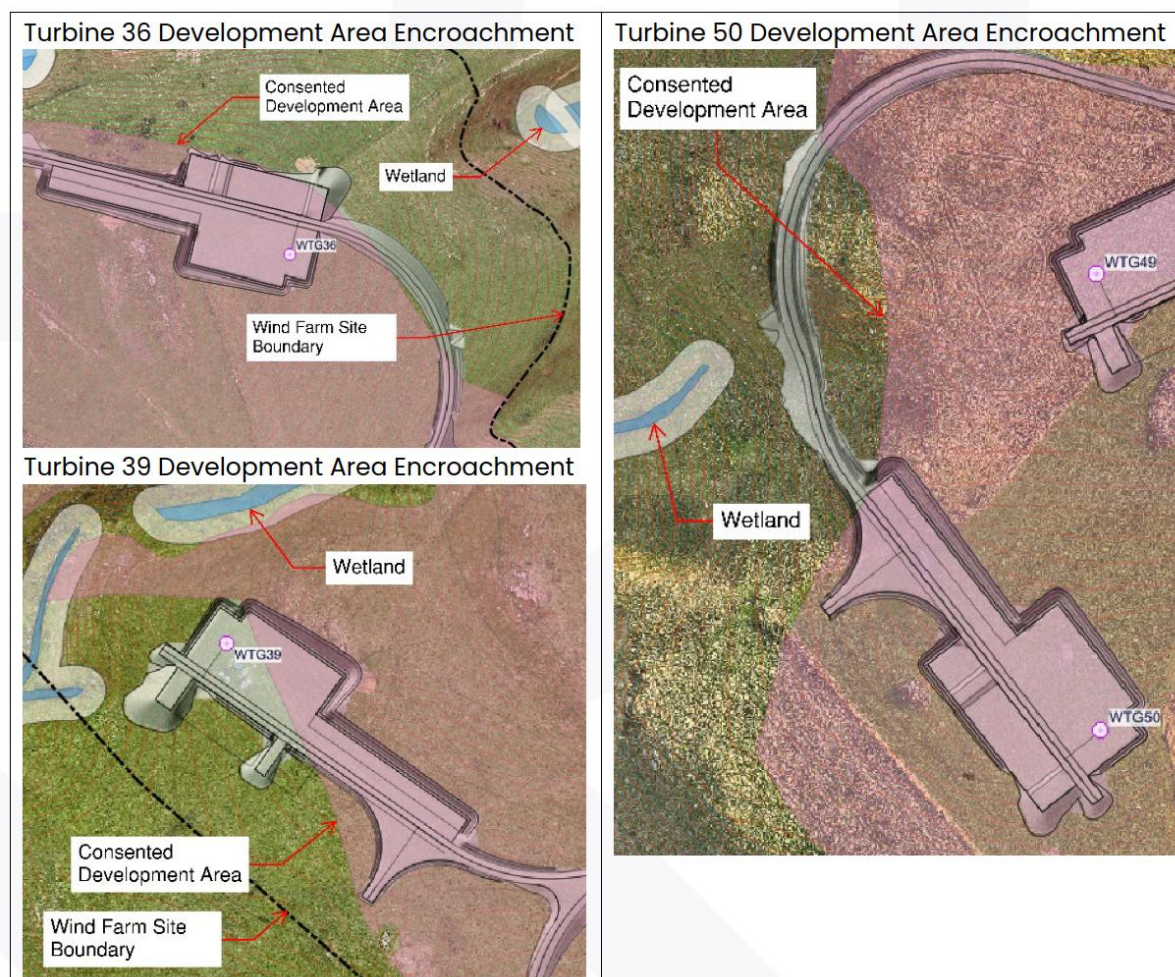 Turbine 36 Development Area Encroachment
Consented
Development Area
Wetland
WTG36
Wind Farm Site
Boundary
Turbine 39 Development Area Encroachment
Wetland
WTG39
Consented
Development Area
Wind Farm Site
Boundary
Turbine 50 Development Area Encroachment
Consented
Development Area
WTG49
Wetland
WTG50